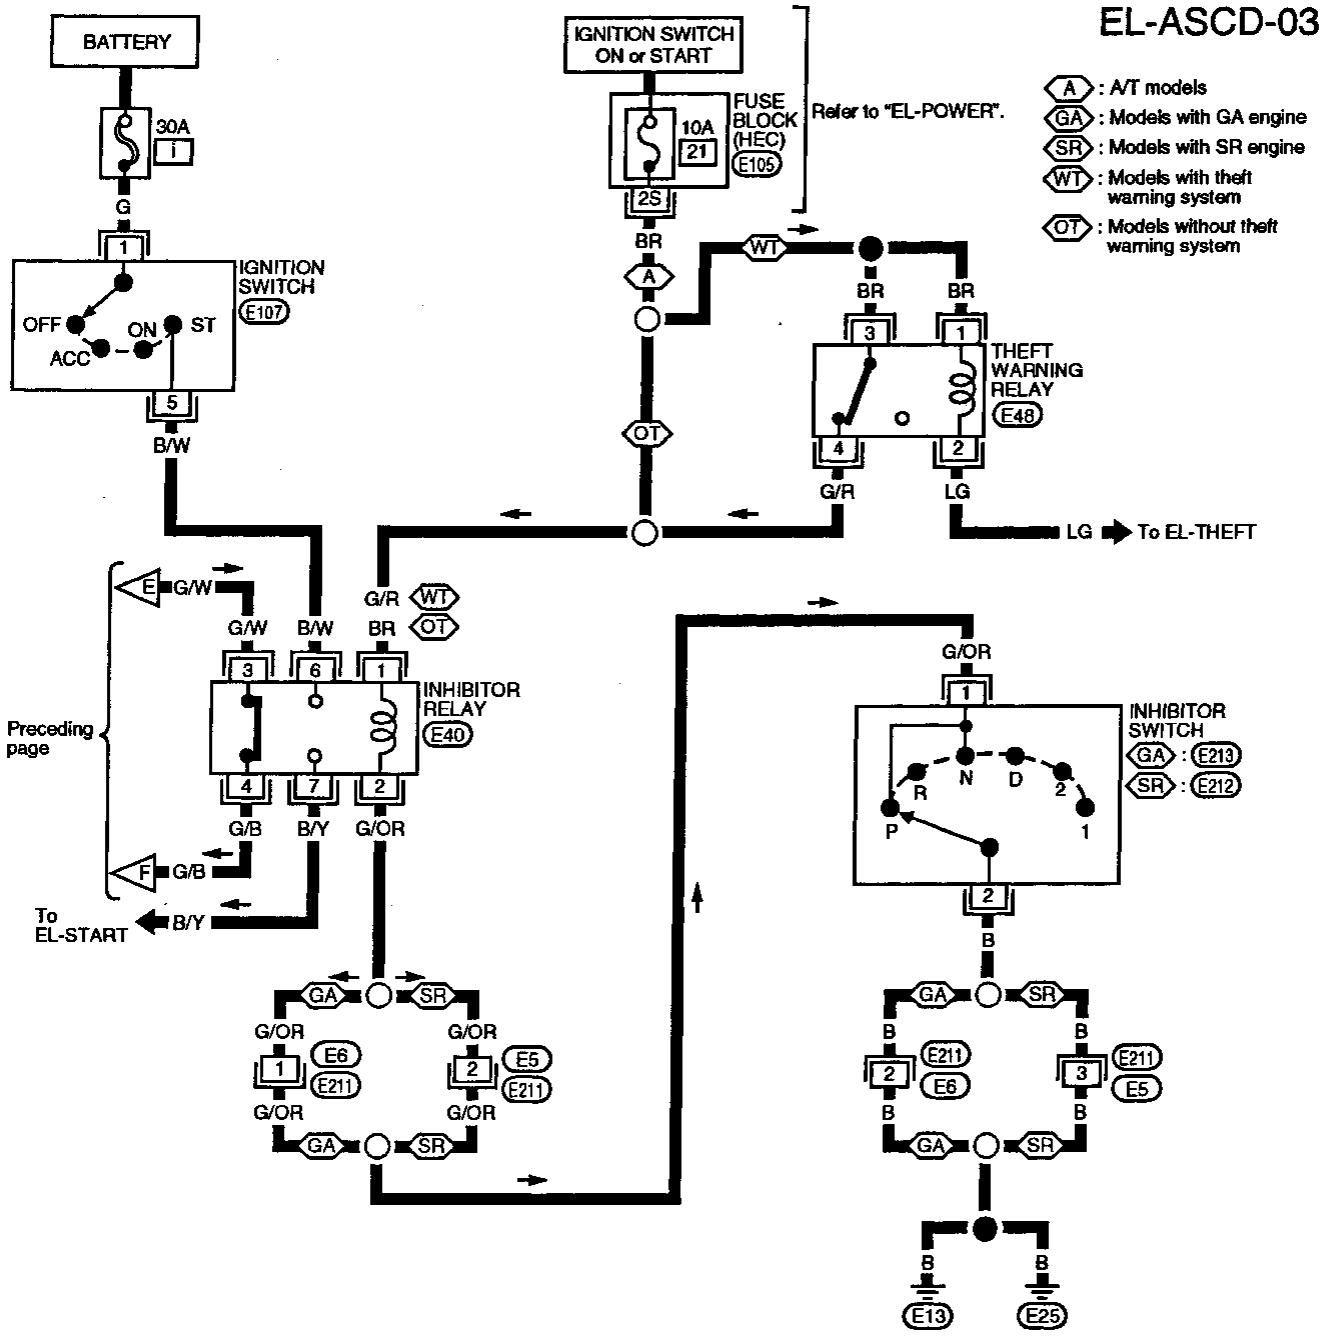 EL-ASCD-03
BATTERY
30A
i
G
1
IGNITION
SWITCH
E107
OFF
ACC
ON
ST
5
B/W
IGNITION SWITCH
ON or START
FUSE
BLOCK
(HEC)
E105
10A
21
2S
BR
A
Refer to "EL-POWER".
A : A/T models
GA : Models with GA engine
SR : Models with SR engine
WT : Models with theft
warning system
OT : Models without theft
warning system
WT
BR
BR
3
1
THEFT
WARNING
RELAY
E48
4
2
G/R
LG
OT
LG
To EL-THEFT
Preceding
page
E
G/W
G/W
B/W
G/R
WT
BR
OT
3
6
1
INHIBITOR
RELAY
E40
4
7
2
G/B
B/Y
G/OR
F
G/B
To
EL-START
B/Y
GA
SR
G/OR
G/OR
1
E6
E211
2
E5
E211
G/OR
G/OR
GA
SR
G/OR
1
INHIBITOR
SWITCH
GA : E213
SR : E212
P
R
N
D
2
1
2
B
GA
SR
B
B
2
E211
E6
3
E211
E5
B
B
GA
SR
B
B
E13
E25